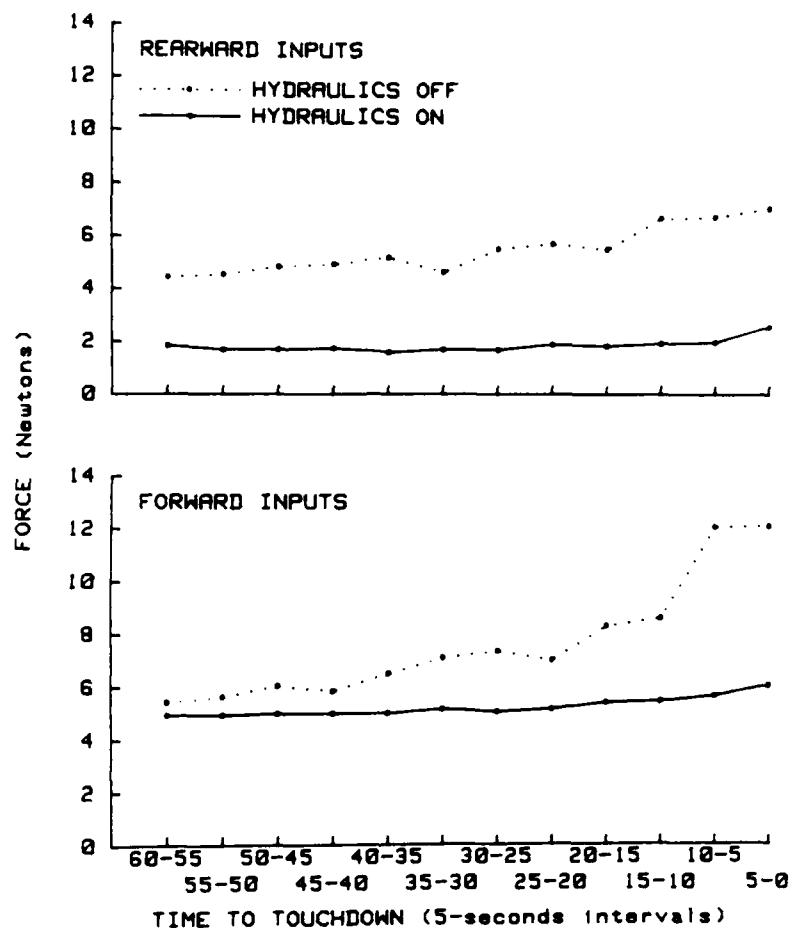 14
REARWARD INPUTS
12
HYDRAULICS OFF
HYDRAULICS ON
10
8
6
4
2
0
FORCE (Newtons)
14
FORWARD INPUTS
12
10
8
6
4
2
0
60-55 50-45 40-35 30-25 20-15 10-5
55-50 45-40 35-30 25-20 15-10 5-0
TIME TO TOUCHDOWN (5-seconds intervals)